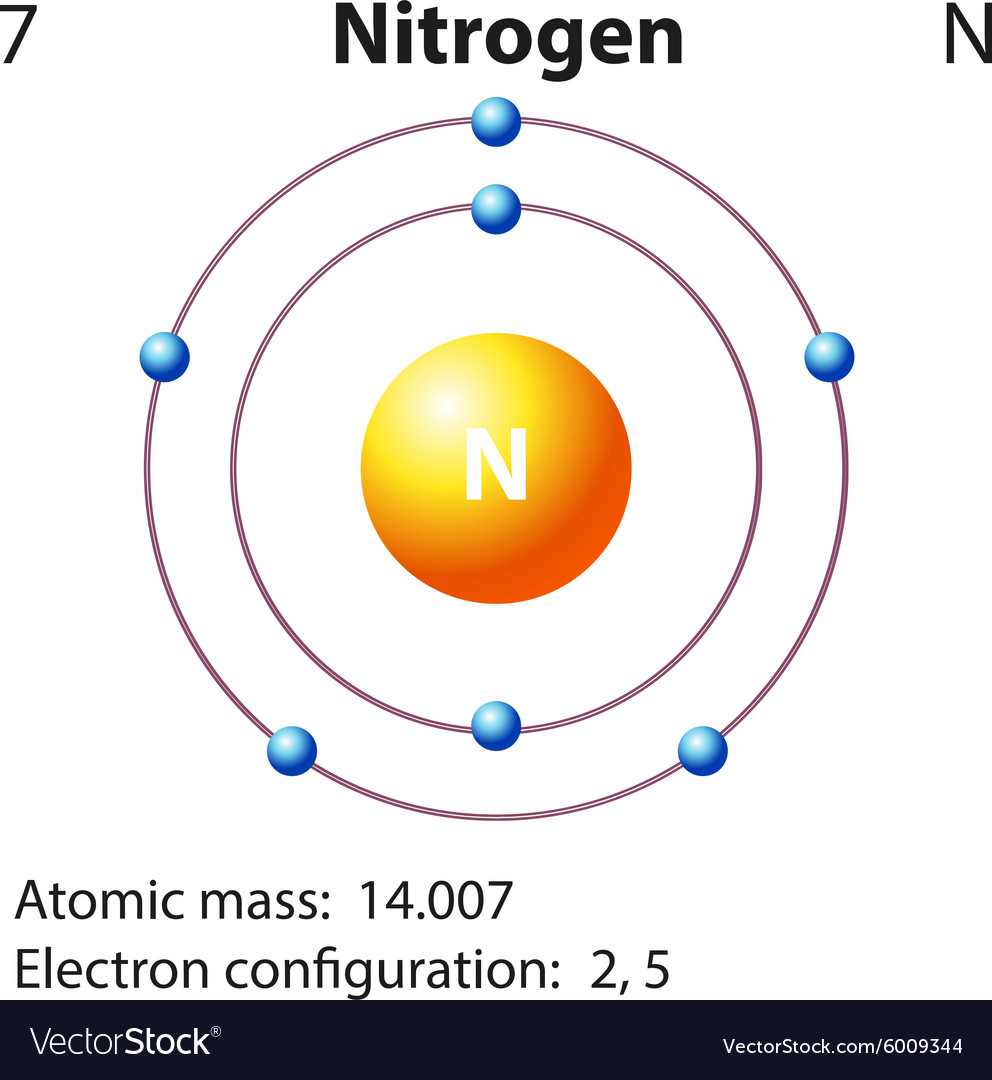 7 Nitrogen N
N
Atomic mass: 14.007
Electron configuration: 2, 5
VectorStock® VectorStock.com/6009344